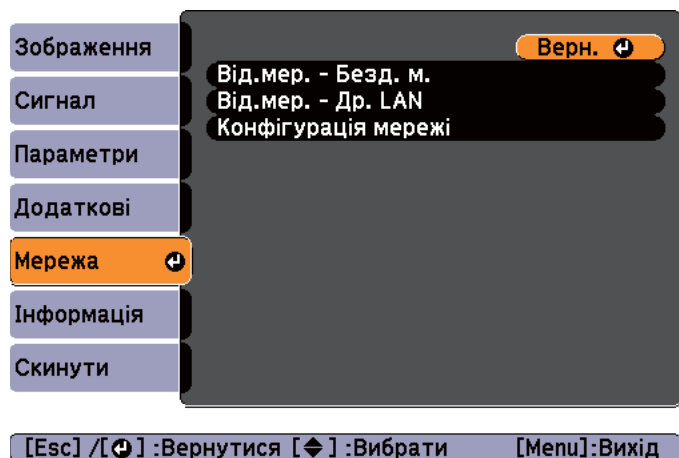 Зображення
Сигнал
Параметри
Додаткові
Мережа
Інформація
Скинути
Верн.
Від.мер. - Безд. м.
Від.мер. - Др. LAN
Конфігурація мережі
[Esc] /[ ] :Вернутися [ ] :Вибрати [Menu]:Вихід